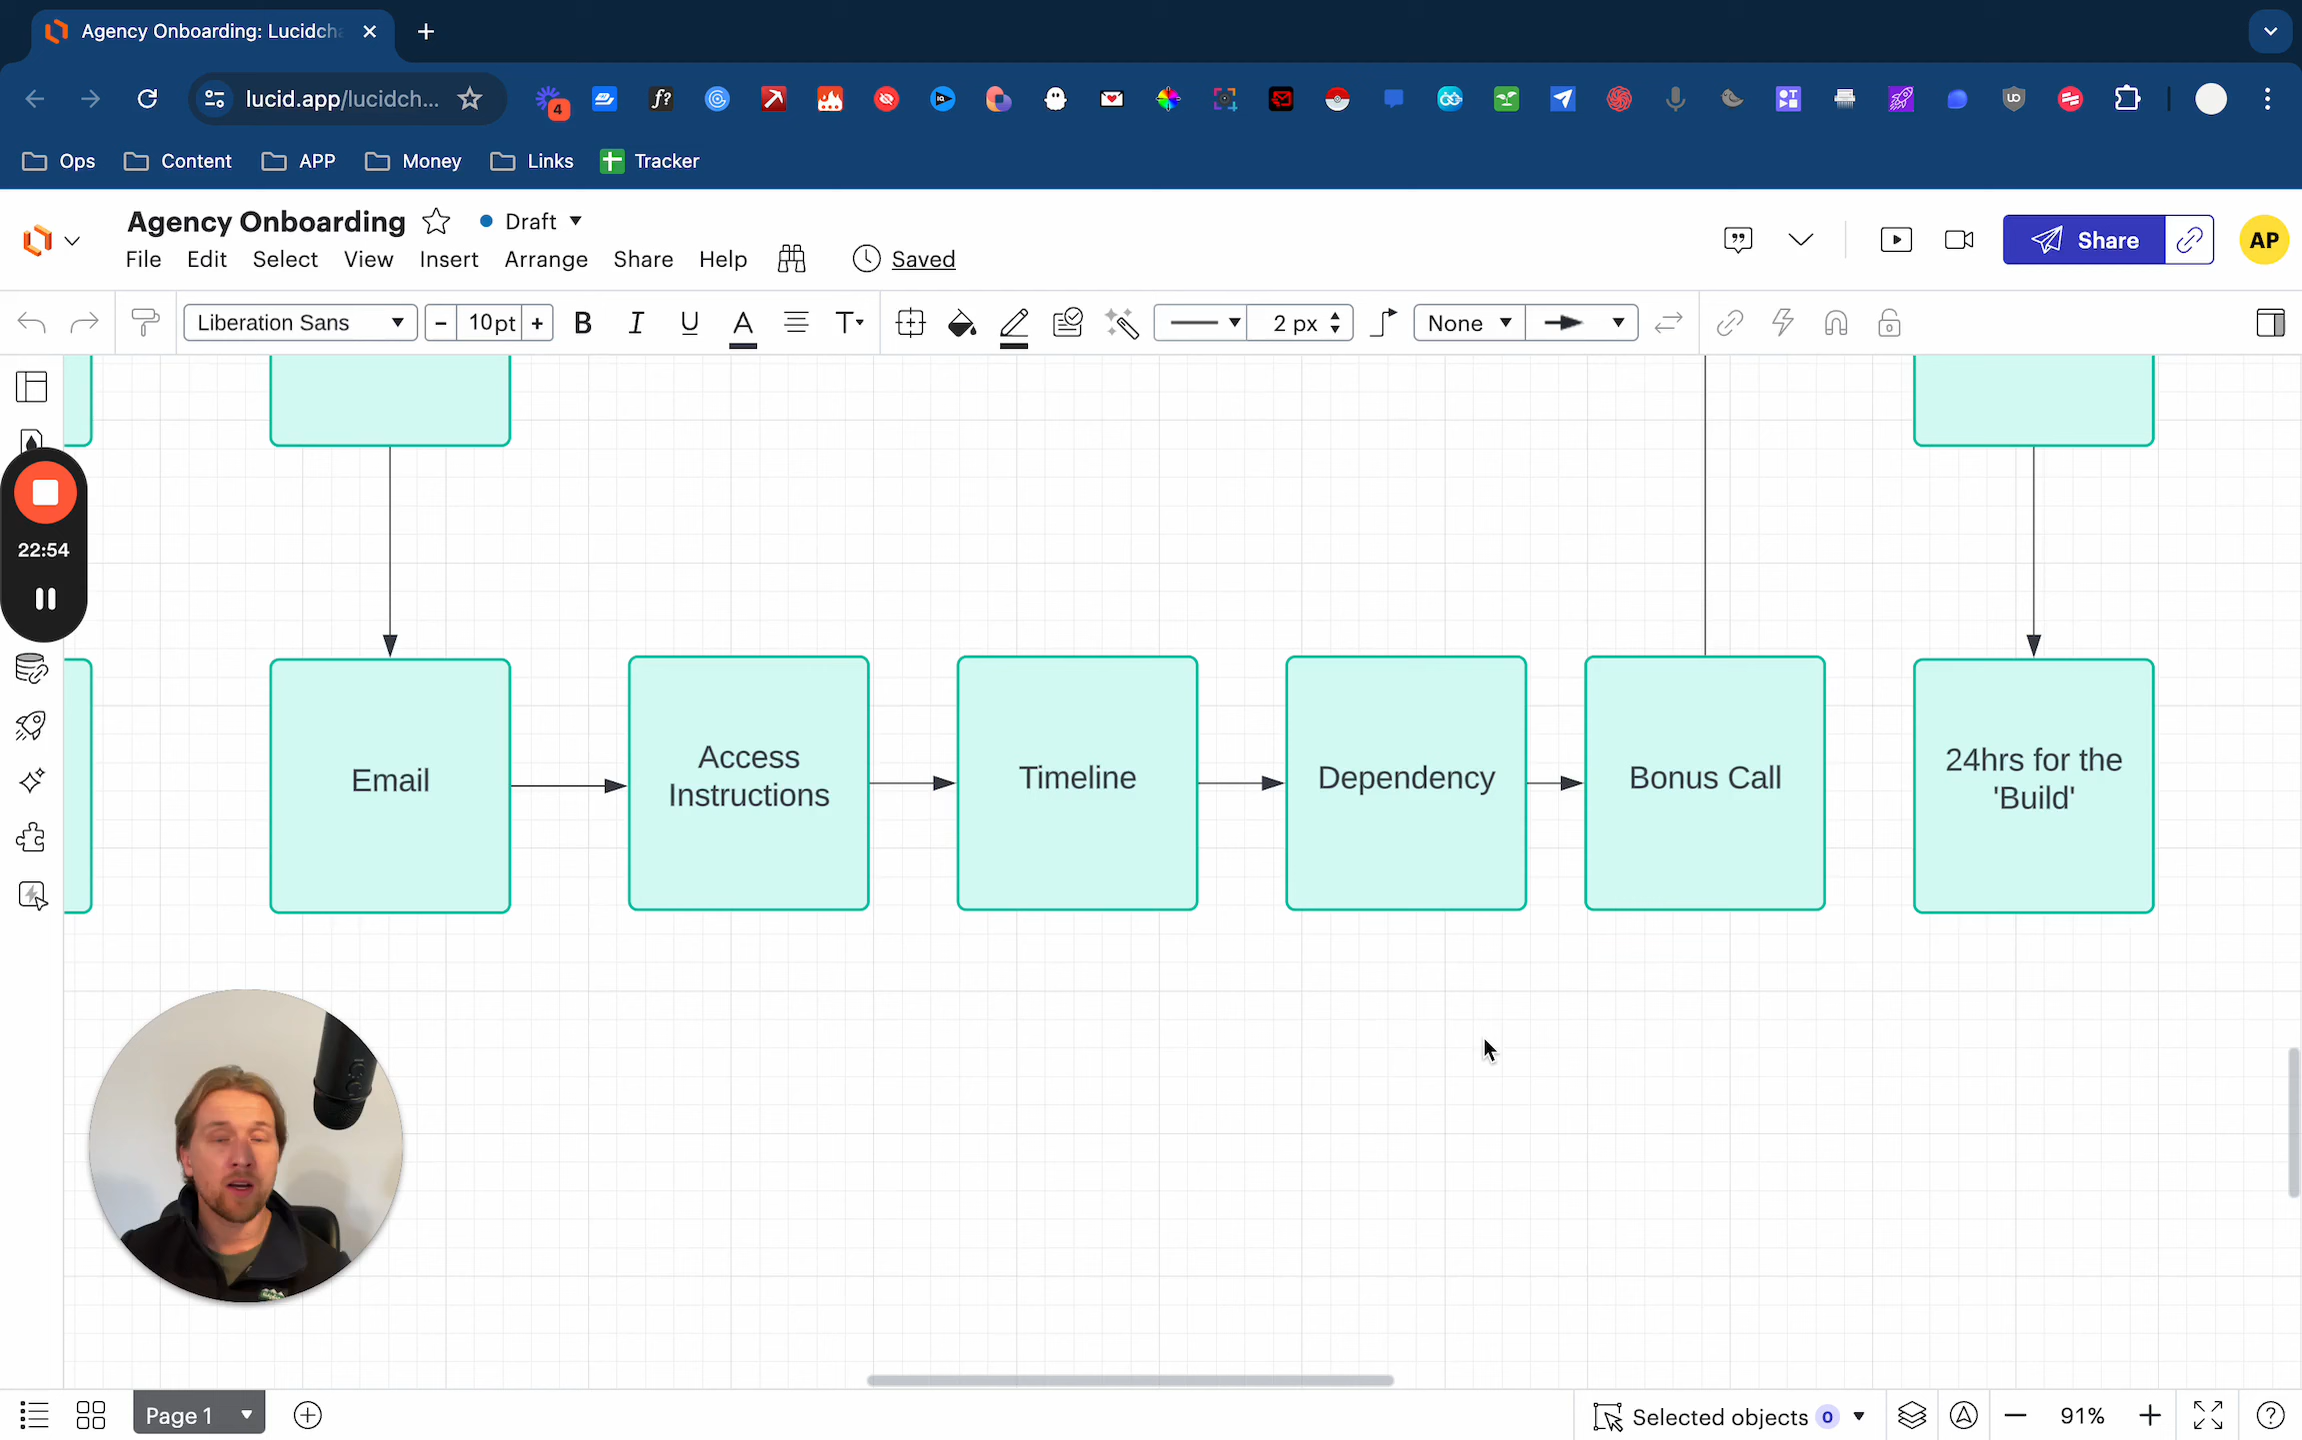 Agency Onboarding: Lucidcha
lucid.app/lucidch...
4
f?
Ops
Content
APP
Money
Links
Tracker
Agency Onboarding
Draft
File Edit Select View Insert Arrange Share Help
Saved
Share
AP
Liberation Sans
- 10pt +
B I U A T
2 px
None
22:54
Email
Access
Instructions
Timeline
Dependency
Bonus Call
24hrs for the
'Build'
Page 1
Selected objects 0
91%